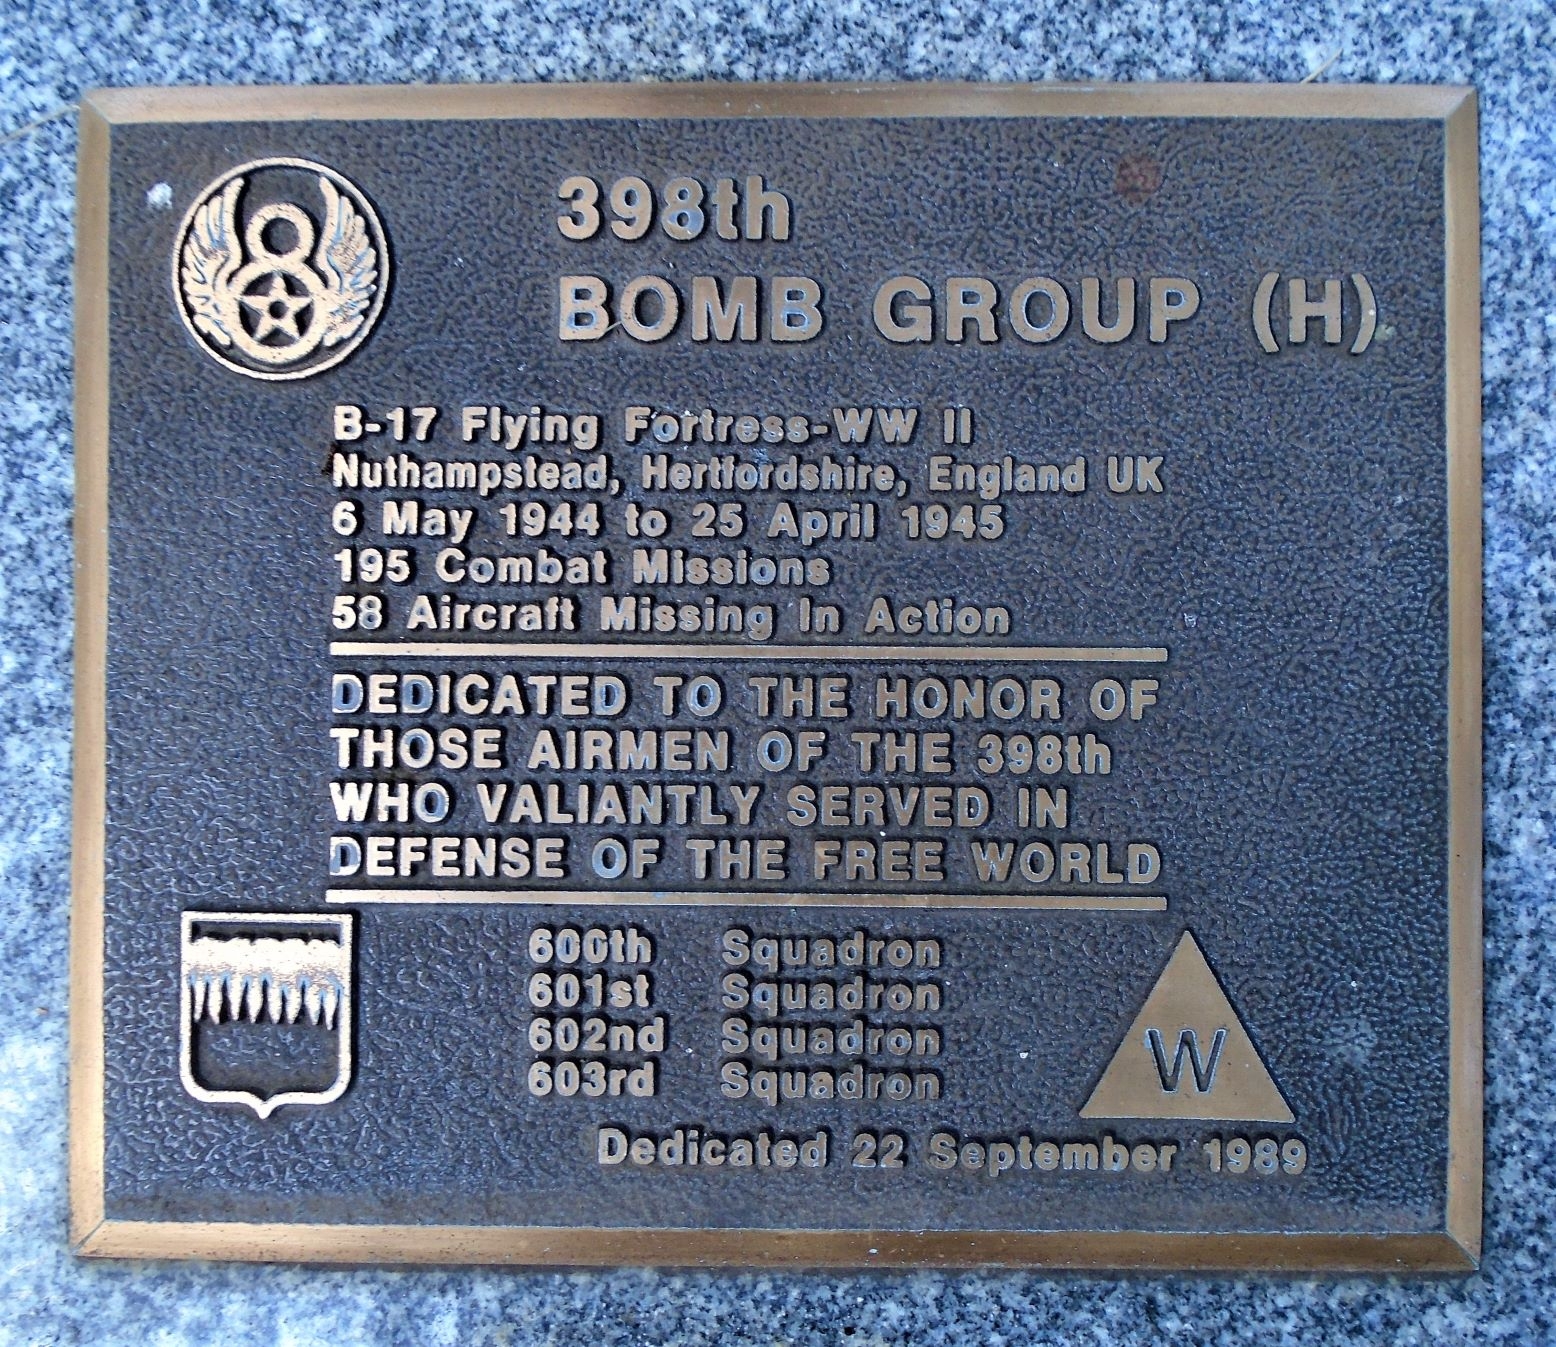 8
398th
BOMB GROUP (H)
B-17 Flying Fortress-WW II
Nuthampstead, Hertfordshire, England UK
6 May 1944 to 25 April 1945
195 Combat Missions
58 Aircraft Missing In Action
DEDICATED TO THE HONOR OF
THOSE AIRMEN OF THE 398th
WHO VALIANTLY SERVED IN
DEFENSE OF THE FREE WORLD
600th Squadron
601st Squadron
602nd Squadron
603rd Squadron
W
Dedicated 22 September 1989